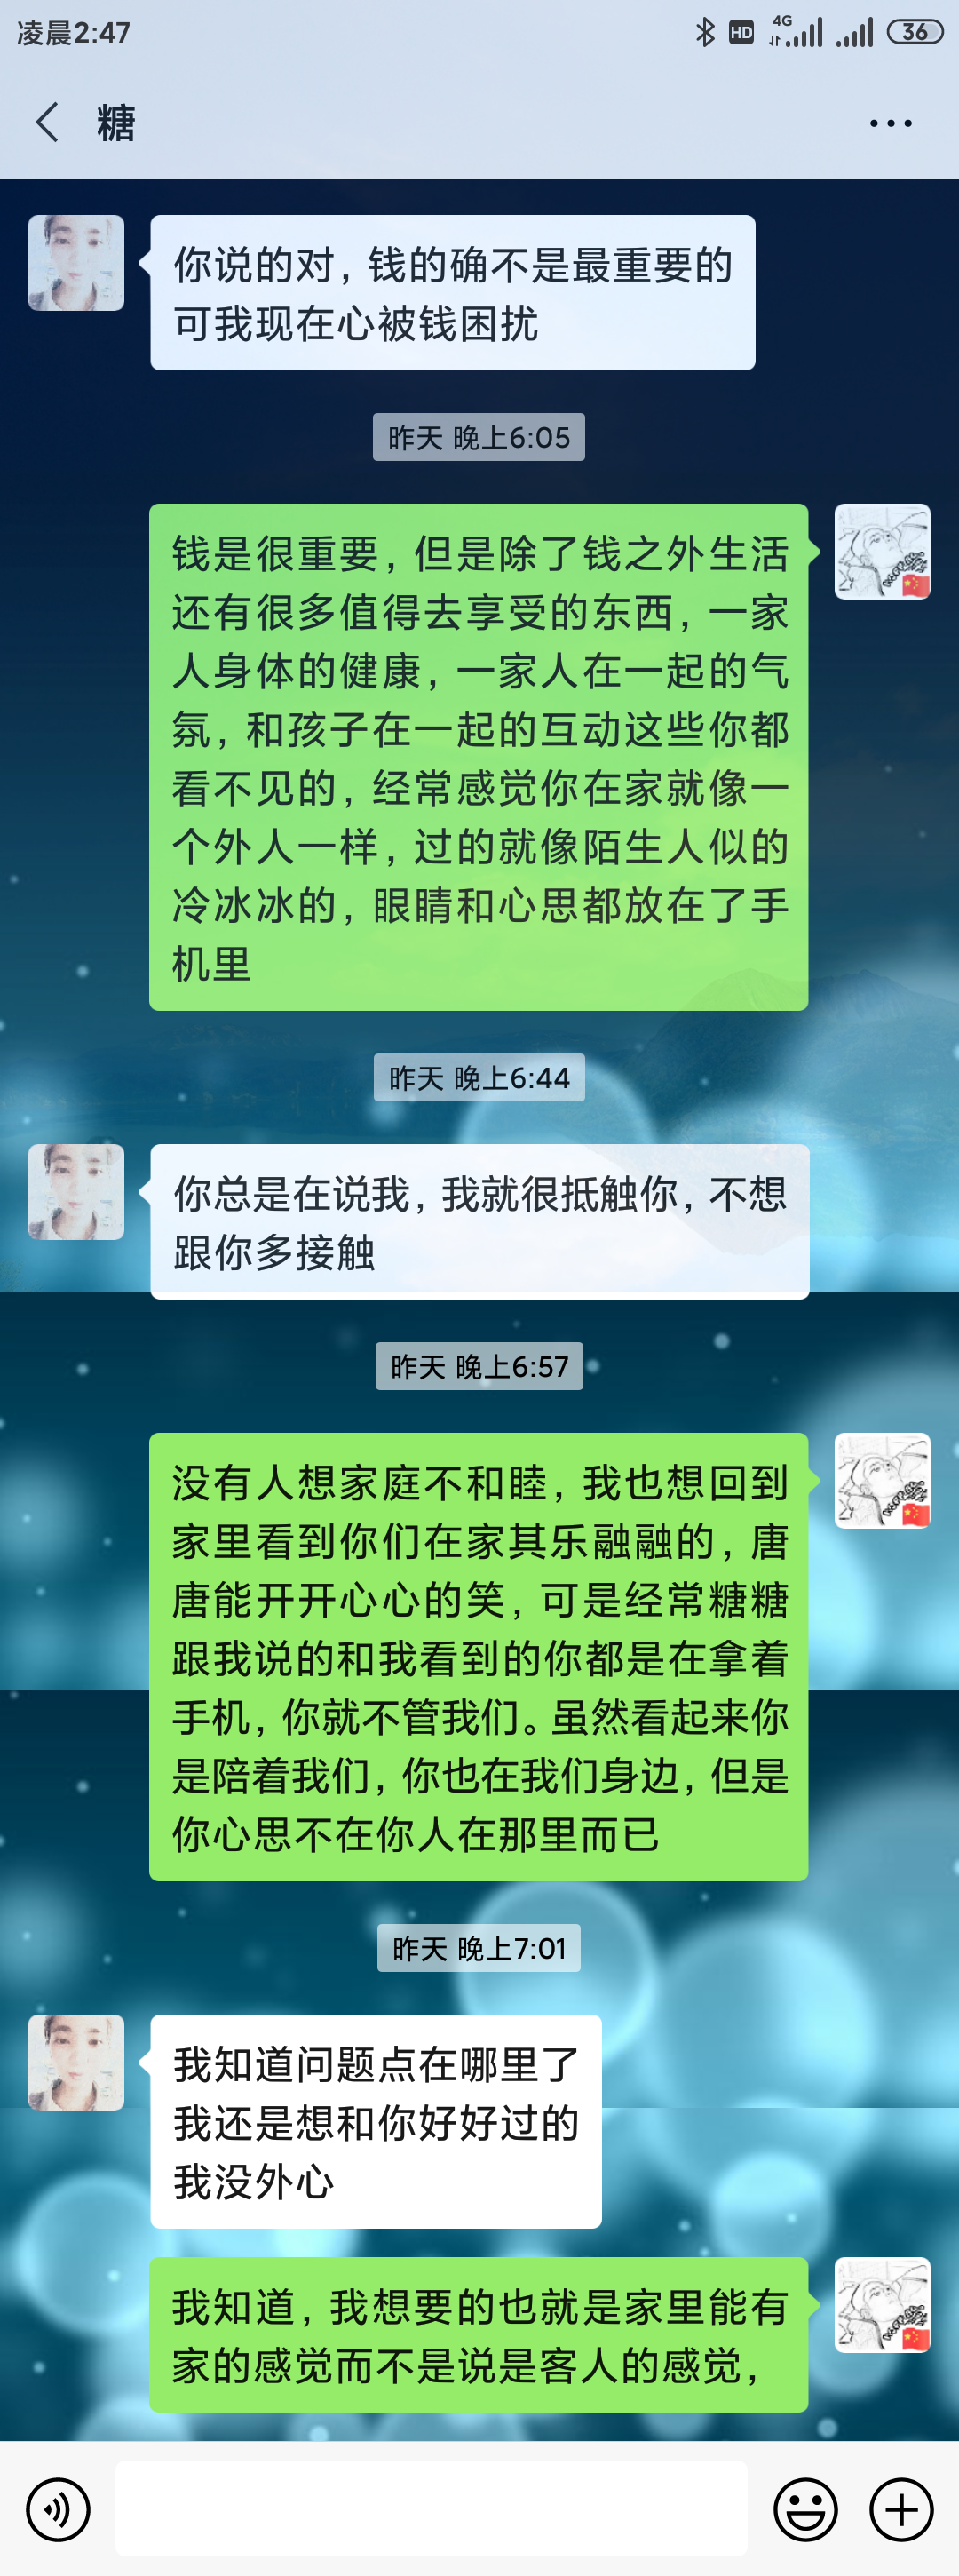 凌晨2:47
HD
4G
36
糖
你说的对，钱的确不是最重要的
可我现在心被钱困扰
昨天 晚上6:05
钱是很重要，但是除了钱之外生活
还有很多值得去享受的东西，一家
人身体的健康，一家人在一起的气
氛，和孩子在一起的互动这些你都
看不见的，经常感觉你在家就像一
个外人一样，过的就像陌生人似的
冷冰冰的，眼睛和心思都放在了手
机里
昨天 晚上6:44
你总是在说我，我就很抵触你，不想
跟你多接触
昨天 晚上6:57
没有人想家庭不和睦，我也想回到
家里看到你们在家其乐融融的，唐
唐能开开心心的笑，可是经常糖糖
跟我说的和我看到的你都是在拿着
手机，你就不管我们。虽然看起来你
是陪着我们，你也在我们身边，但是
你心思不在你人在那里而已
昨天 晚上7:01
我知道问题点在哪里了
我还是想和你好好过的
我没外心
我知道，我想要的也就是家里能有
家的感觉而不是说是客人的感觉，